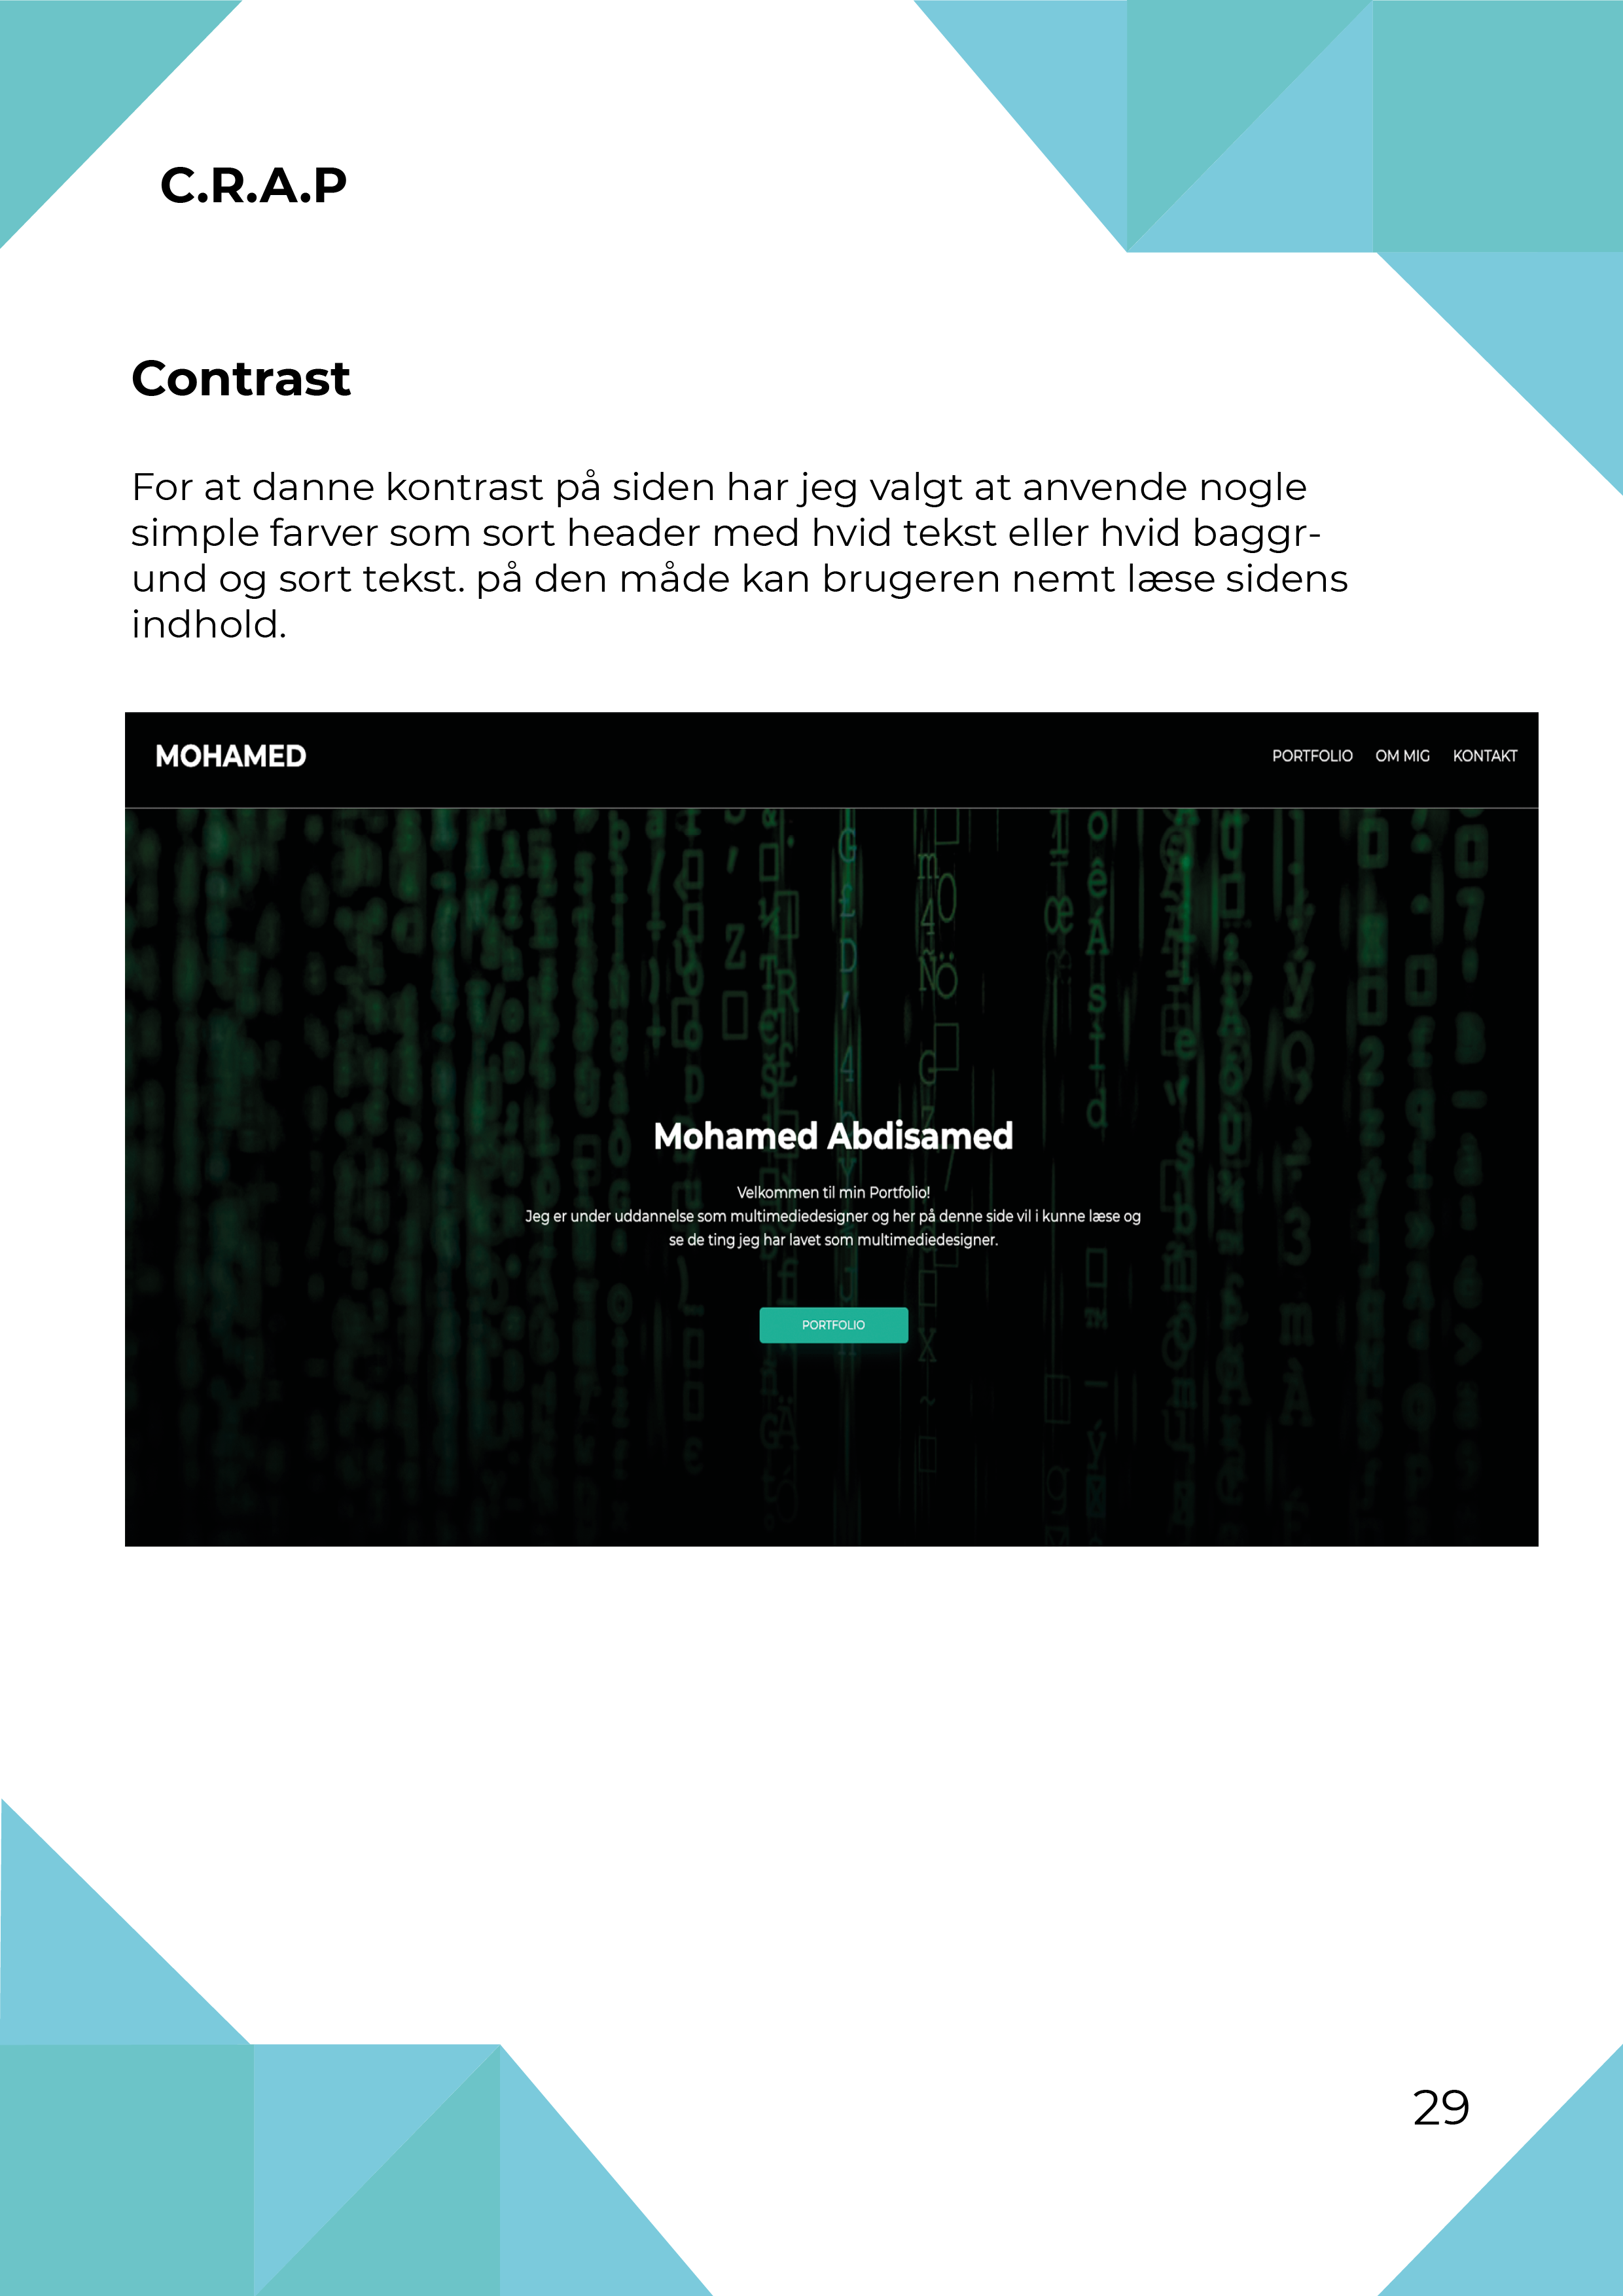 C.R.A.P
Contrast
For at danne kontrast på siden har jeg valgt at anvende nogle
simple farver som sort header med hvid tekst eller hvid baggr-
und og sort tekst. på den måde kan brugeren nemt læse sidens
indhold.
MOHAMED
PORTFOLIO OM MIG KONTAKT
Mohamed Abdisamed
Velkommen til min Portfolio!
Jeg er under uddannelse som multimediedesigner og her på denne side vil i kunne læse og
se de ting jeg har lavet som multimediedesigner.
PORTFOLIO
29